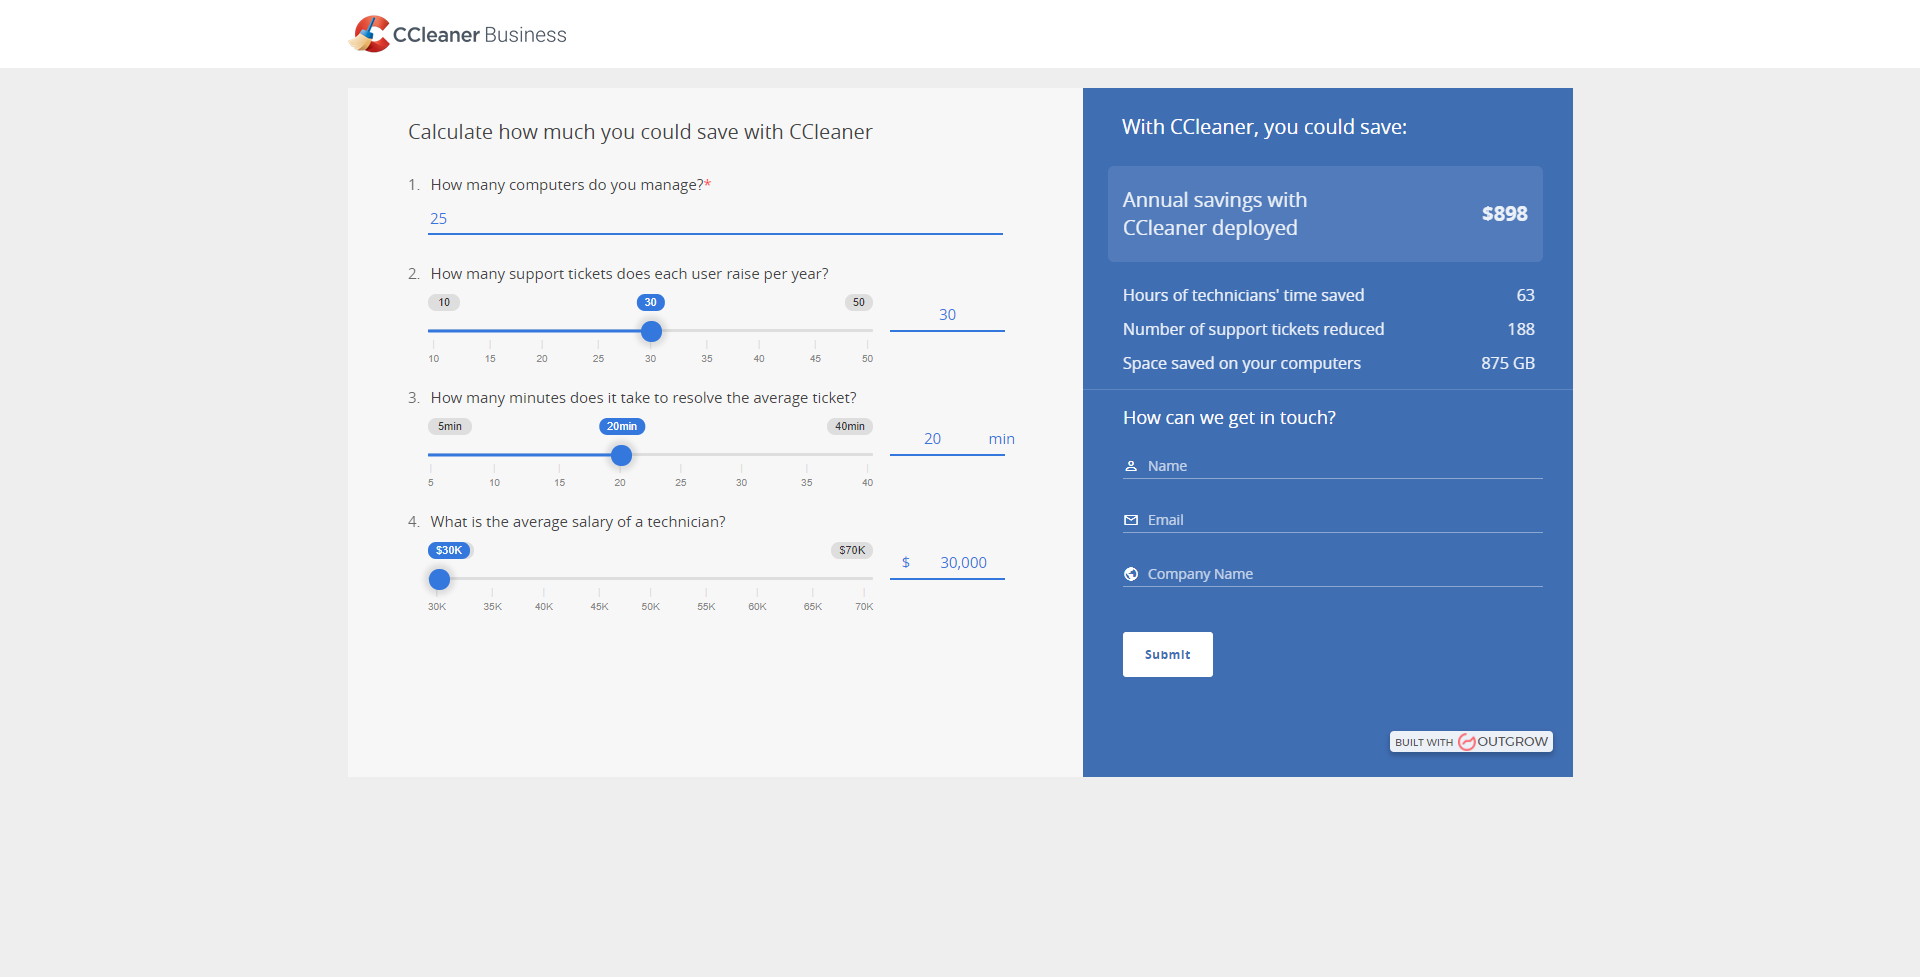 CCleaner Business
Calculate how much you could save with CCleaner
1. How many computers do you manage?*
25
2. How many support tickets does each user raise per year?
10 30 50
30
10 15 20 25 30 35 40 45 50
3. How many minutes does it take to resolve the average ticket?
5min 20min 40min
20 min
5 10 15 20 25 30 35 40
4. What is the average salary of a technician?
$30K $70K
$ 30,000
30K 35K 40K 45K 50K 55K 60K 65K 70K
With CCleaner, you could save:
Annual savings with
CCleaner deployed
$898
Hours of technicians' time saved 63
Number of support tickets reduced 188
Space saved on your computers 875 GB
How can we get in touch?
Name
Email
Company Name
Submit
BUILT WITH OUTGROW